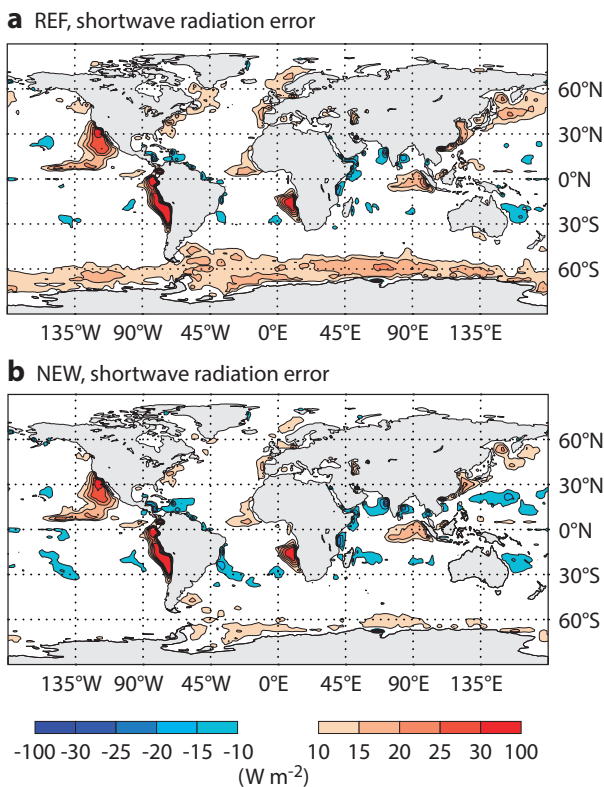 a REF, shortwave radiation error
60°N
30°N
0°N
30°S
60°S
135°W 90°W 45°W 0°E 45°E 90°E 135°E
b NEW, shortwave radiation error
60°N
30°N
0°N
30°S
60°S
135°W 90°W 45°W 0°E 45°E 90°E 135°E
-100 -30 -25 -20 -15 -10 10 15 20 25 30 100
(W m-2)